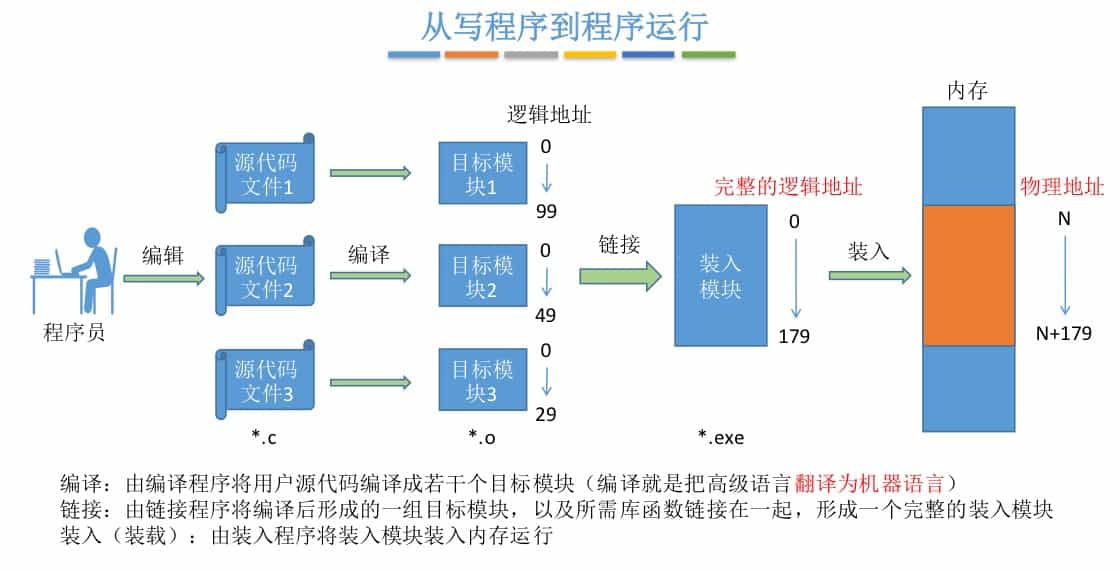 从写程序到程序运行
内存
逻辑地址
源代码
文件1
目标模
块1
0
99
完整的逻辑地址
物理地址
程序员
编辑
源代码
文件2
编译
目标模
块2
0
49
链接
装入
模块
0
179
装入
N
N+179
源代码
文件3
目标模
块3
0
29
*.c
*.o
*.exe
编译：由编译程序将用户源代码编译成若干个目标模块（编译就是把高级语言翻译为机器语言）
链接：由链接程序将编译后形成的一组目标模块，以及所需库函数链接在一起，形成一个完整的装入模块
装入（装载）：由装入程序将装入模块装入内存运行